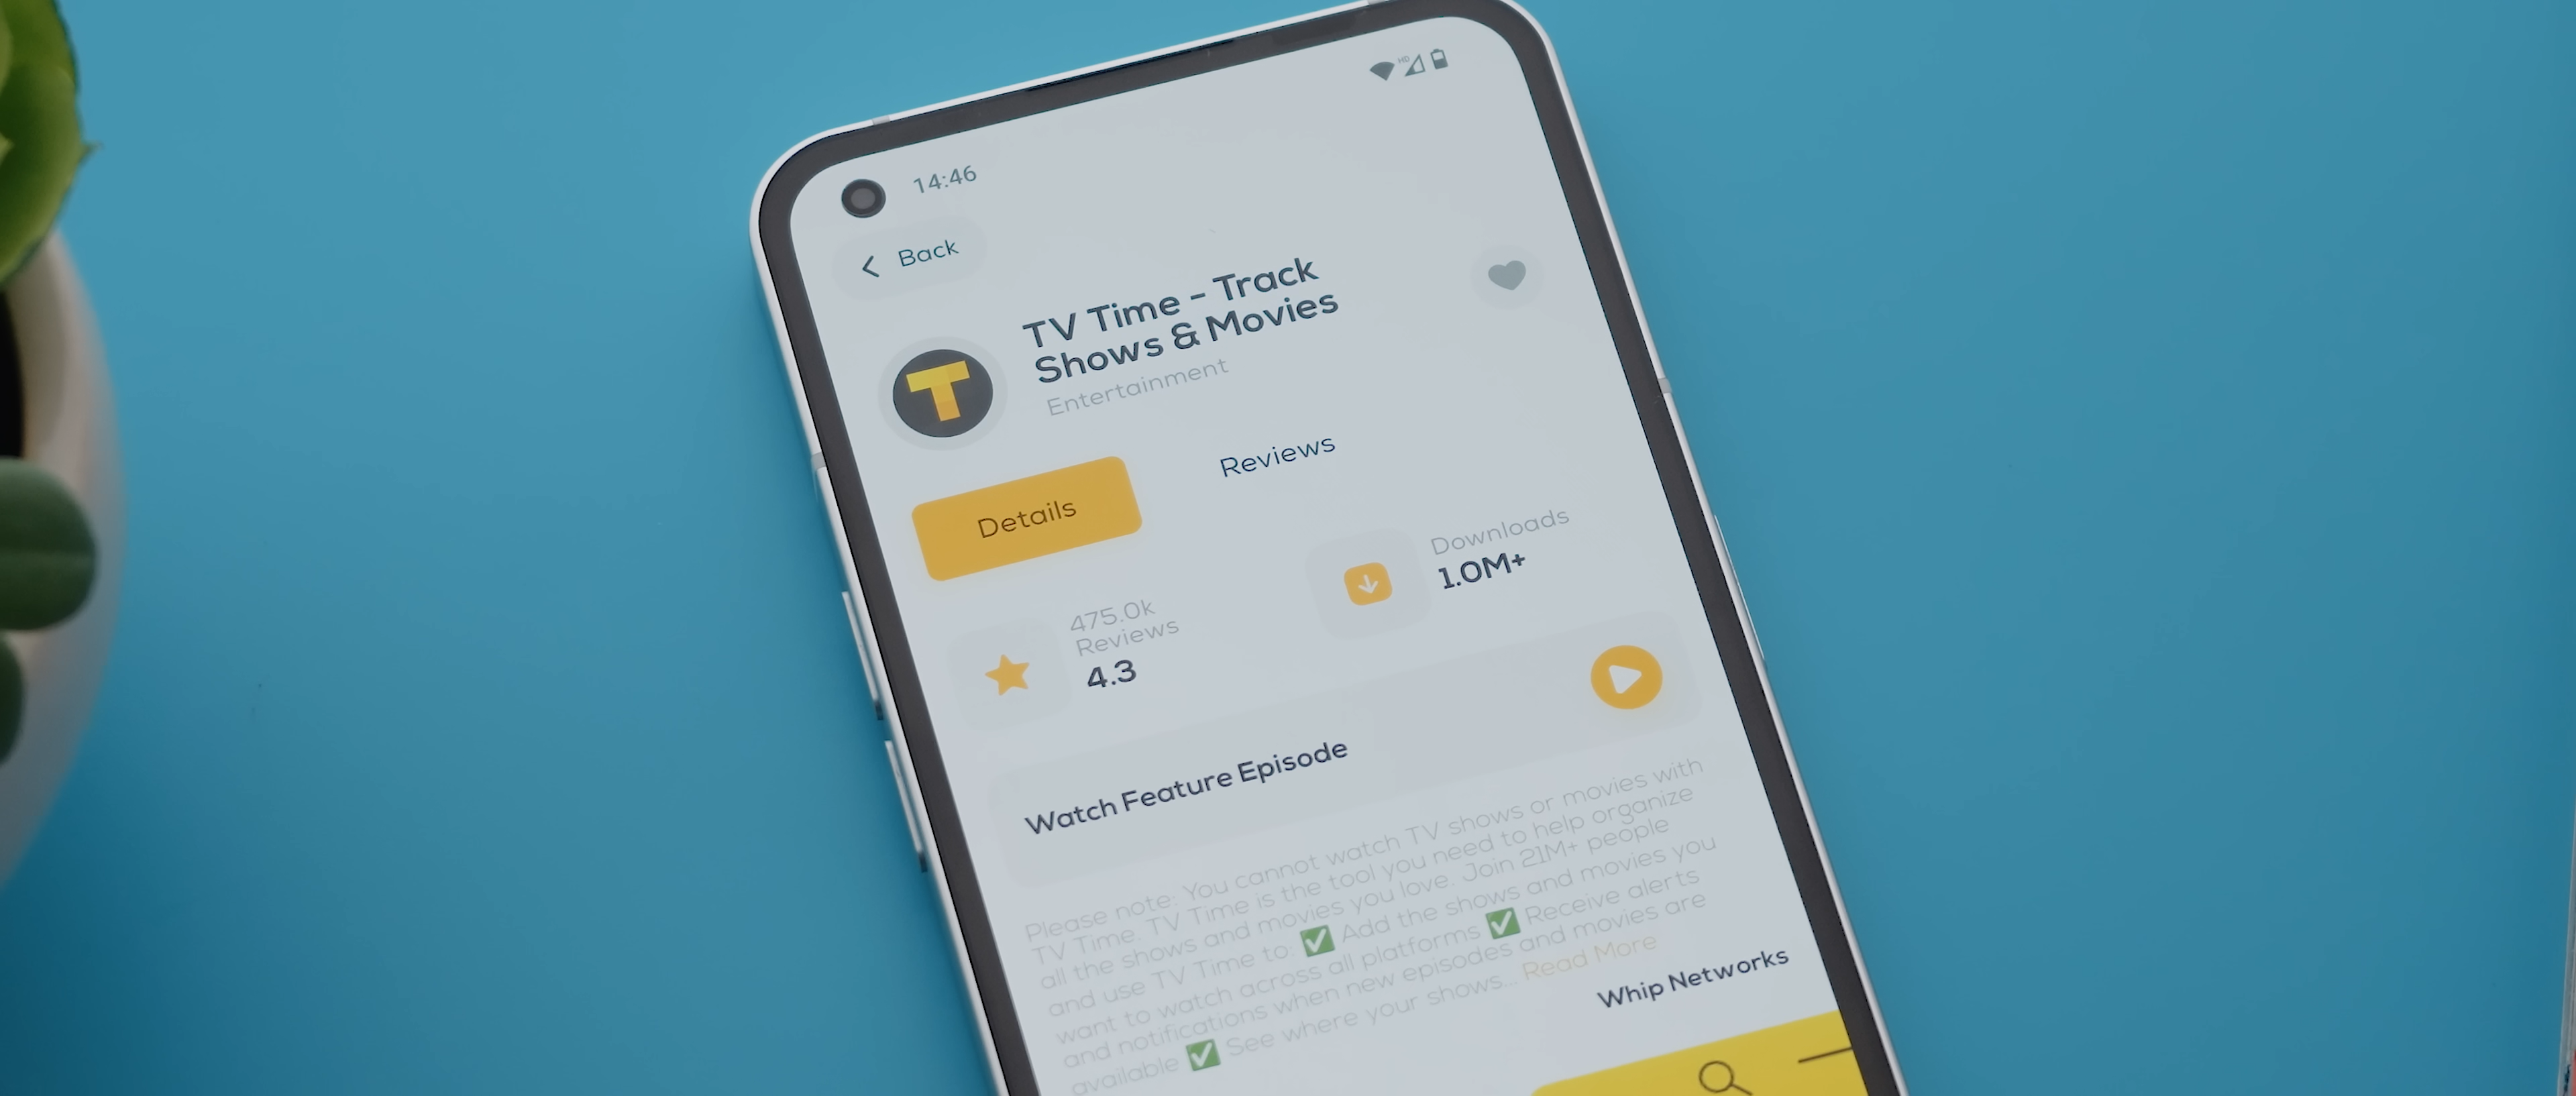 14:46
HD
Back
TV Time - Track
Shows & Movies
Entertainment
Details
Reviews
475.0k
Reviews
4.3
Downloads
1.0M+
Watch Feature Episode
Please note: You cannot watch TV shows or movies with
TV Time. TV Time is the tool you need to help organize
all the shows and movies you love. Join 21M+ people
and use TV Time to: ✅ Add the shows and movies you
want to watch across all platforms ✅ Receive alerts
and notifications when new episodes and movies are
available ✅ See where your shows... Read More
Whip Networks